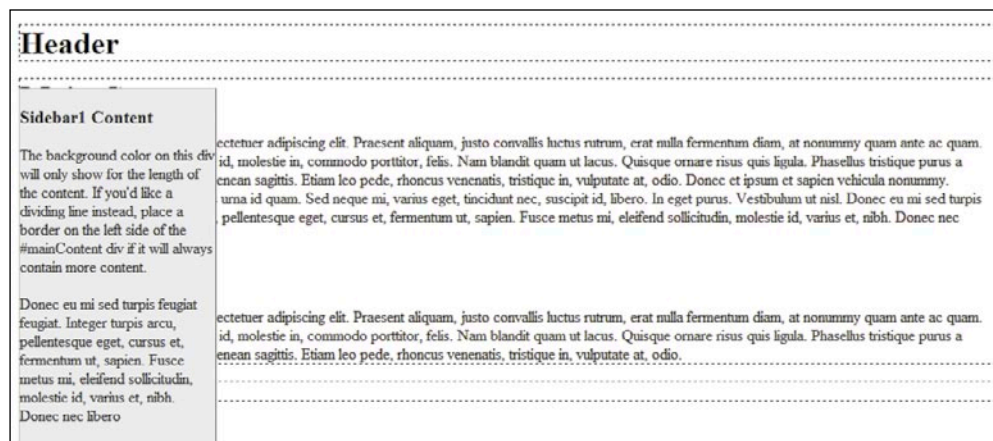 Header
Sidebar1 Content
The background color on this div
will only show for the length of
the content. If you'd like a
dividing line instead, place a
border on the left side of the
#mainContent div if it will always
contain more content.
Donec eu mi sed turpis feugiat
feugiat. Integer turpis arcu,
pellentesque eget, cursus et,
fermentum ut, sapien. Fusce
metus mi, eleifend sollicitudin,
molestie id, varius et, nibh.
Donec nec libero
ectetuer adipiscing elit. Praesent aliquam, justo convallis luctus rutrum, erat nulla fermentum diam, at nonummy quam ante ac quam.
id, molestie in, commodo porttitor, felis. Nam blandit quam ut lacus. Quisque ornare risus quis ligula. Phasellus tristique purus a
enean sagittis. Etiam leo pede, rhoncus venenatis, tristique in, vulputate at, odio. Donec et ipsum et sapien vehicula nonummy.
urna id quam. Sed neque mi, varius eget, tincidunt nec, suscipit id, libero. In eget purus. Vestibulum ut nisl. Donec eu mi sed turpis
, pellentesque eget, cursus et, fermentum ut, sapien. Fusce metus mi, eleifend sollicitudin, molestie id, varius et, nibh. Donec nec
ectetuer adipiscing elit. Praesent aliquam, justo convallis luctus rutrum, erat nulla fermentum diam, at nonummy quam ante ac quam.
id, molestie in, commodo porttitor, felis. Nam blandit quam ut lacus. Quisque ornare risus quis ligula. Phasellus tristique purus a
enean sagittis. Etiam leo pede, rhoncus venenatis, tristique in, vulputate at, odio.